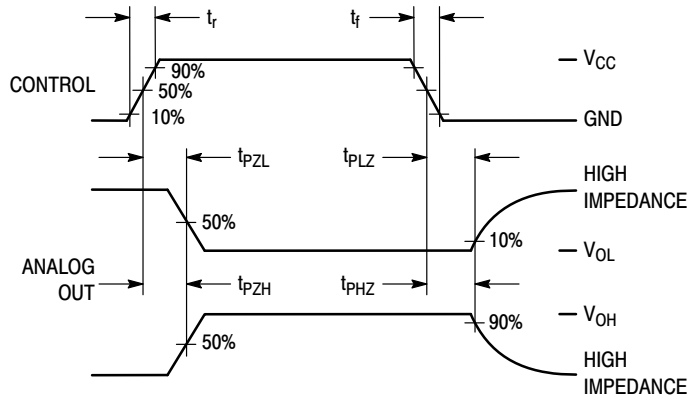 tr
tf
90%
VCC
CONTROL
50%
10%
GND
tPZL
tPLZ
HIGH
IMPEDANCE
50%
10%
VOL
ANALOG
OUT
tPZH
tPHZ
VOH
90%
50%
HIGH
IMPEDANCE